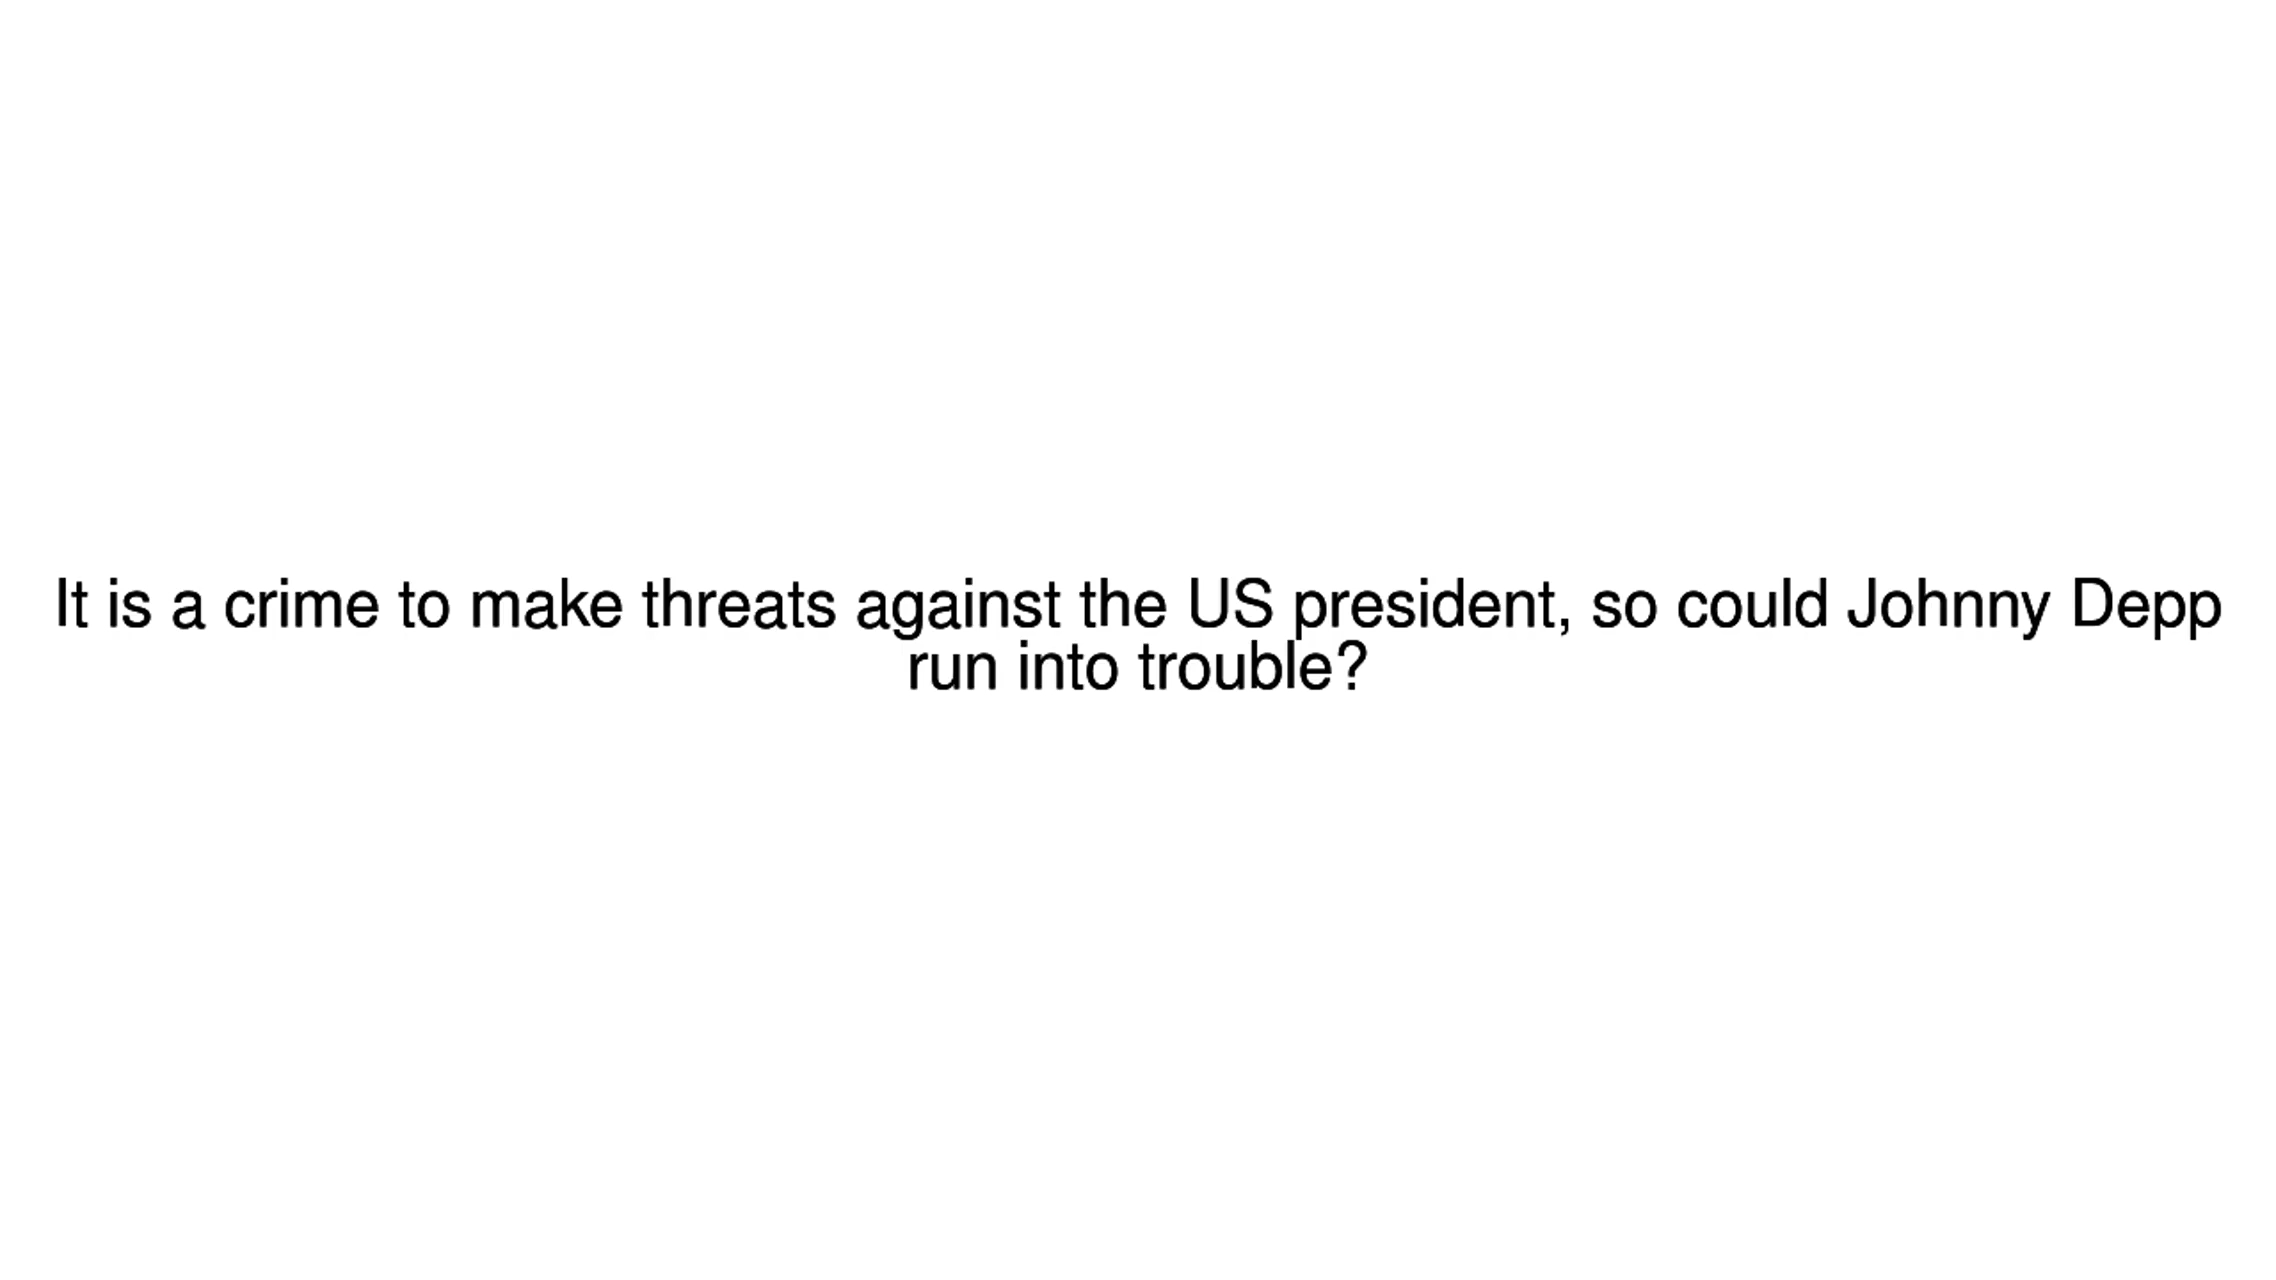 It is a crime to make threats against the US president, so could Johnny Depp
run into trouble?